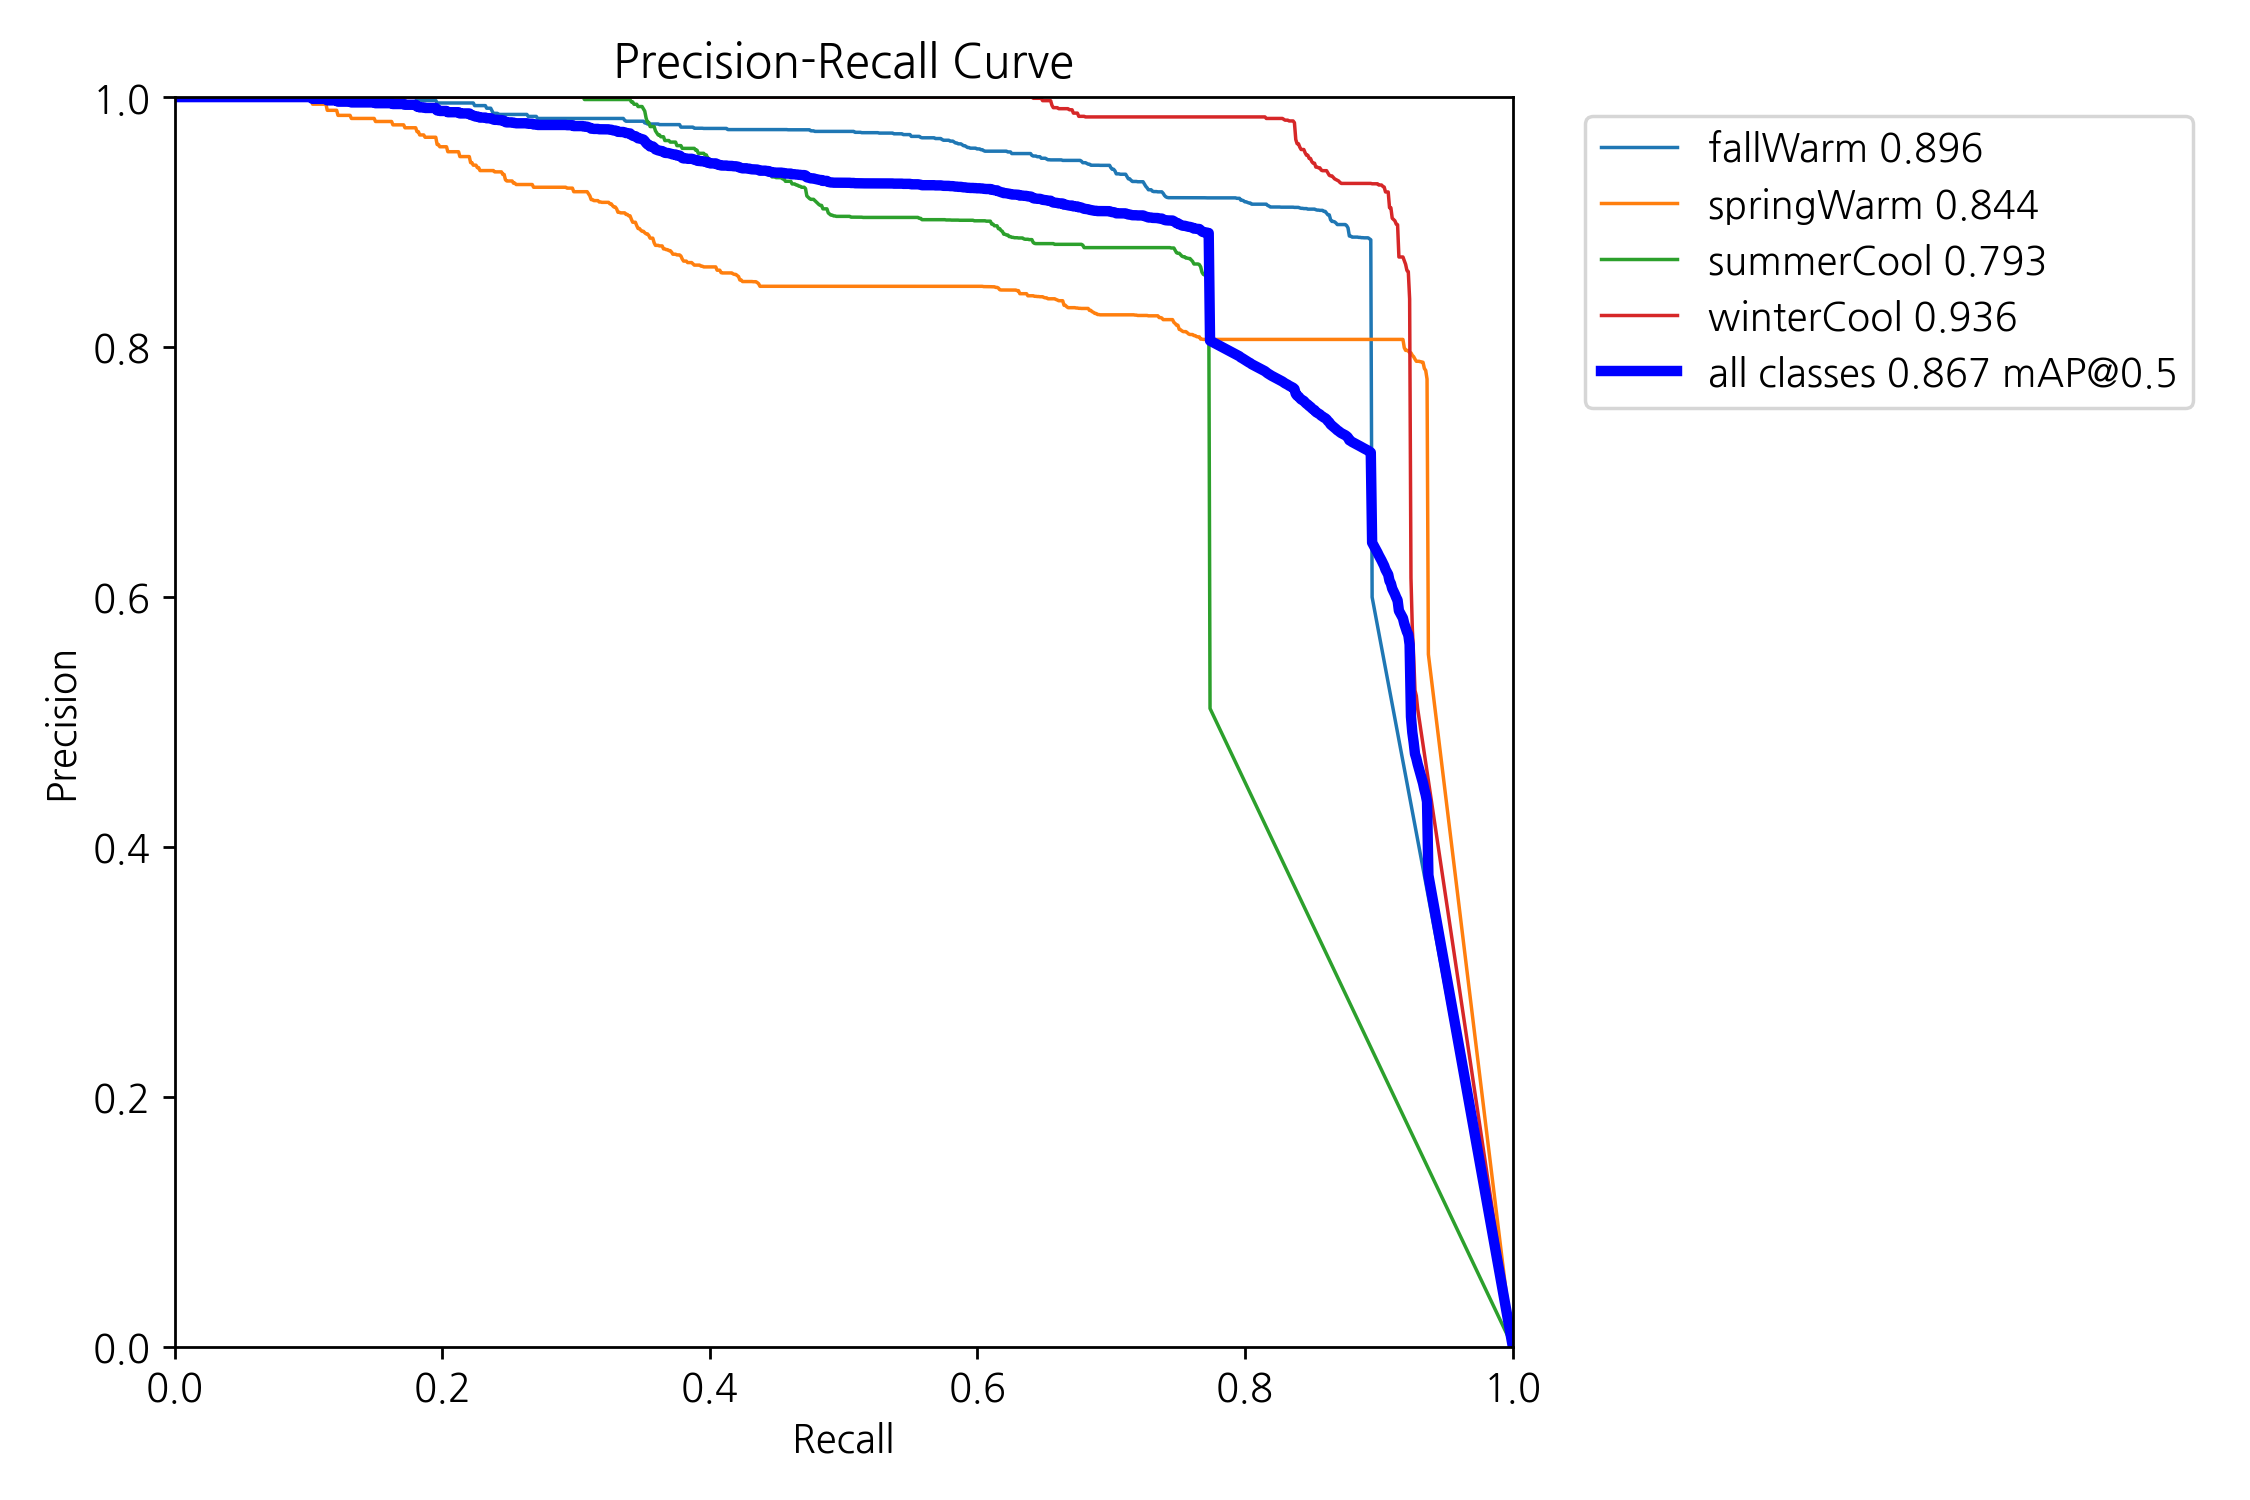 Precision-Recall Curve
1.0
0.8
0.6
0.4
0.2
0.0
Precision
0.0 0.2 0.4 0.6 0.8 1.0
Recall
fallWarm 0.896
springWarm 0.844
summerCool 0.793
winterCool 0.936
all classes 0.867 mAP@0.5